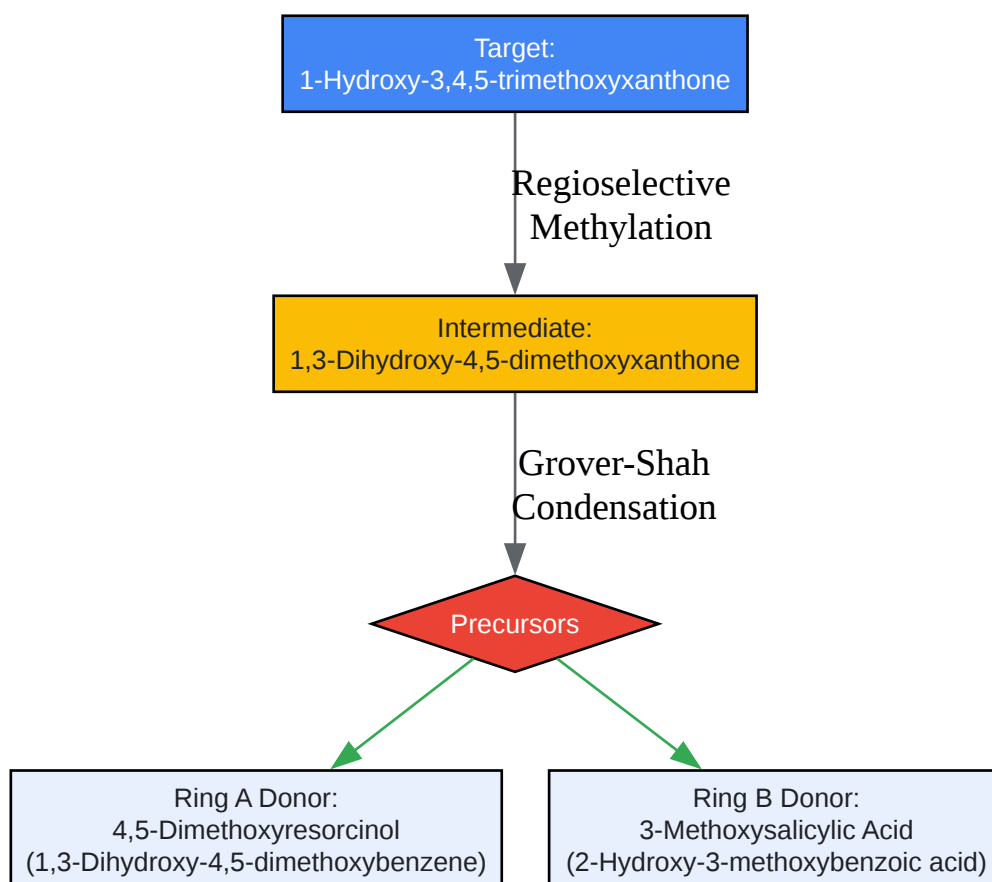 Target:
1-Hydroxy-3,4,5-trimethoxyxanthone
Regioselective
Methylation
Intermediate:
1,3-Dihydroxy-4,5-dimethoxyxanthone
Grover-Shah
Condensation
Precursors
Ring A Donor:
4,5-Dimethoxyresorcinol
(1,3-Dihydroxy-4,5-dimethoxybenzene)
Ring B Donor:
3-Methoxysalicylic Acid
(2-Hydroxy-3-methoxybenzoic acid)